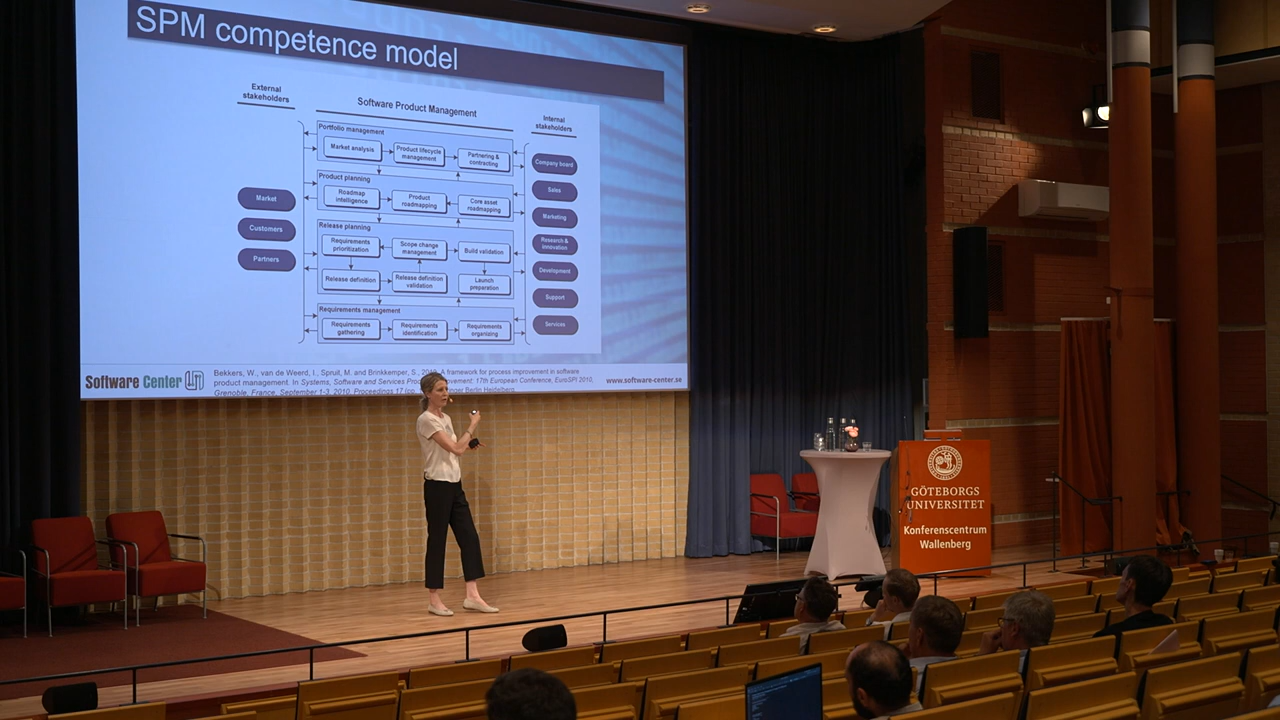 SPM competence model
External
stakeholders
Software Product Management
Internal
stakeholders
Portfolio management
Market analysis
Product lifecycle
management
Partnering &
contracting
Product planning
Roadmap
intelligence
Product
roadmapping
Core asset
roadmapping
Release planning
Requirements
prioritization
Scope change
management
Build validation
Release definition
Release definition
validation
Launch
preparation
Requirements management
Requirements
gathering
Requirements
identification
Requirements
organizing
Market
Customers
Partners
Company board
Sales
Marketing
Research &
innovation
Development
Support
Services
Software Center
Bekkers, W., van de Weerd, I., Spruit, M. and Brinkkemper, S., A framework for process improvement in software
product management. In Systems, Software and Services 17th European Conference, EuroSPI 2010,
Grenoble, France, September 1-3, 2010. Proceedings 17 Berlin Heidelberg
www.software-center.se
GÖTEBORGS
UNIVERSITET
Konferenscentrum
Wallenberg